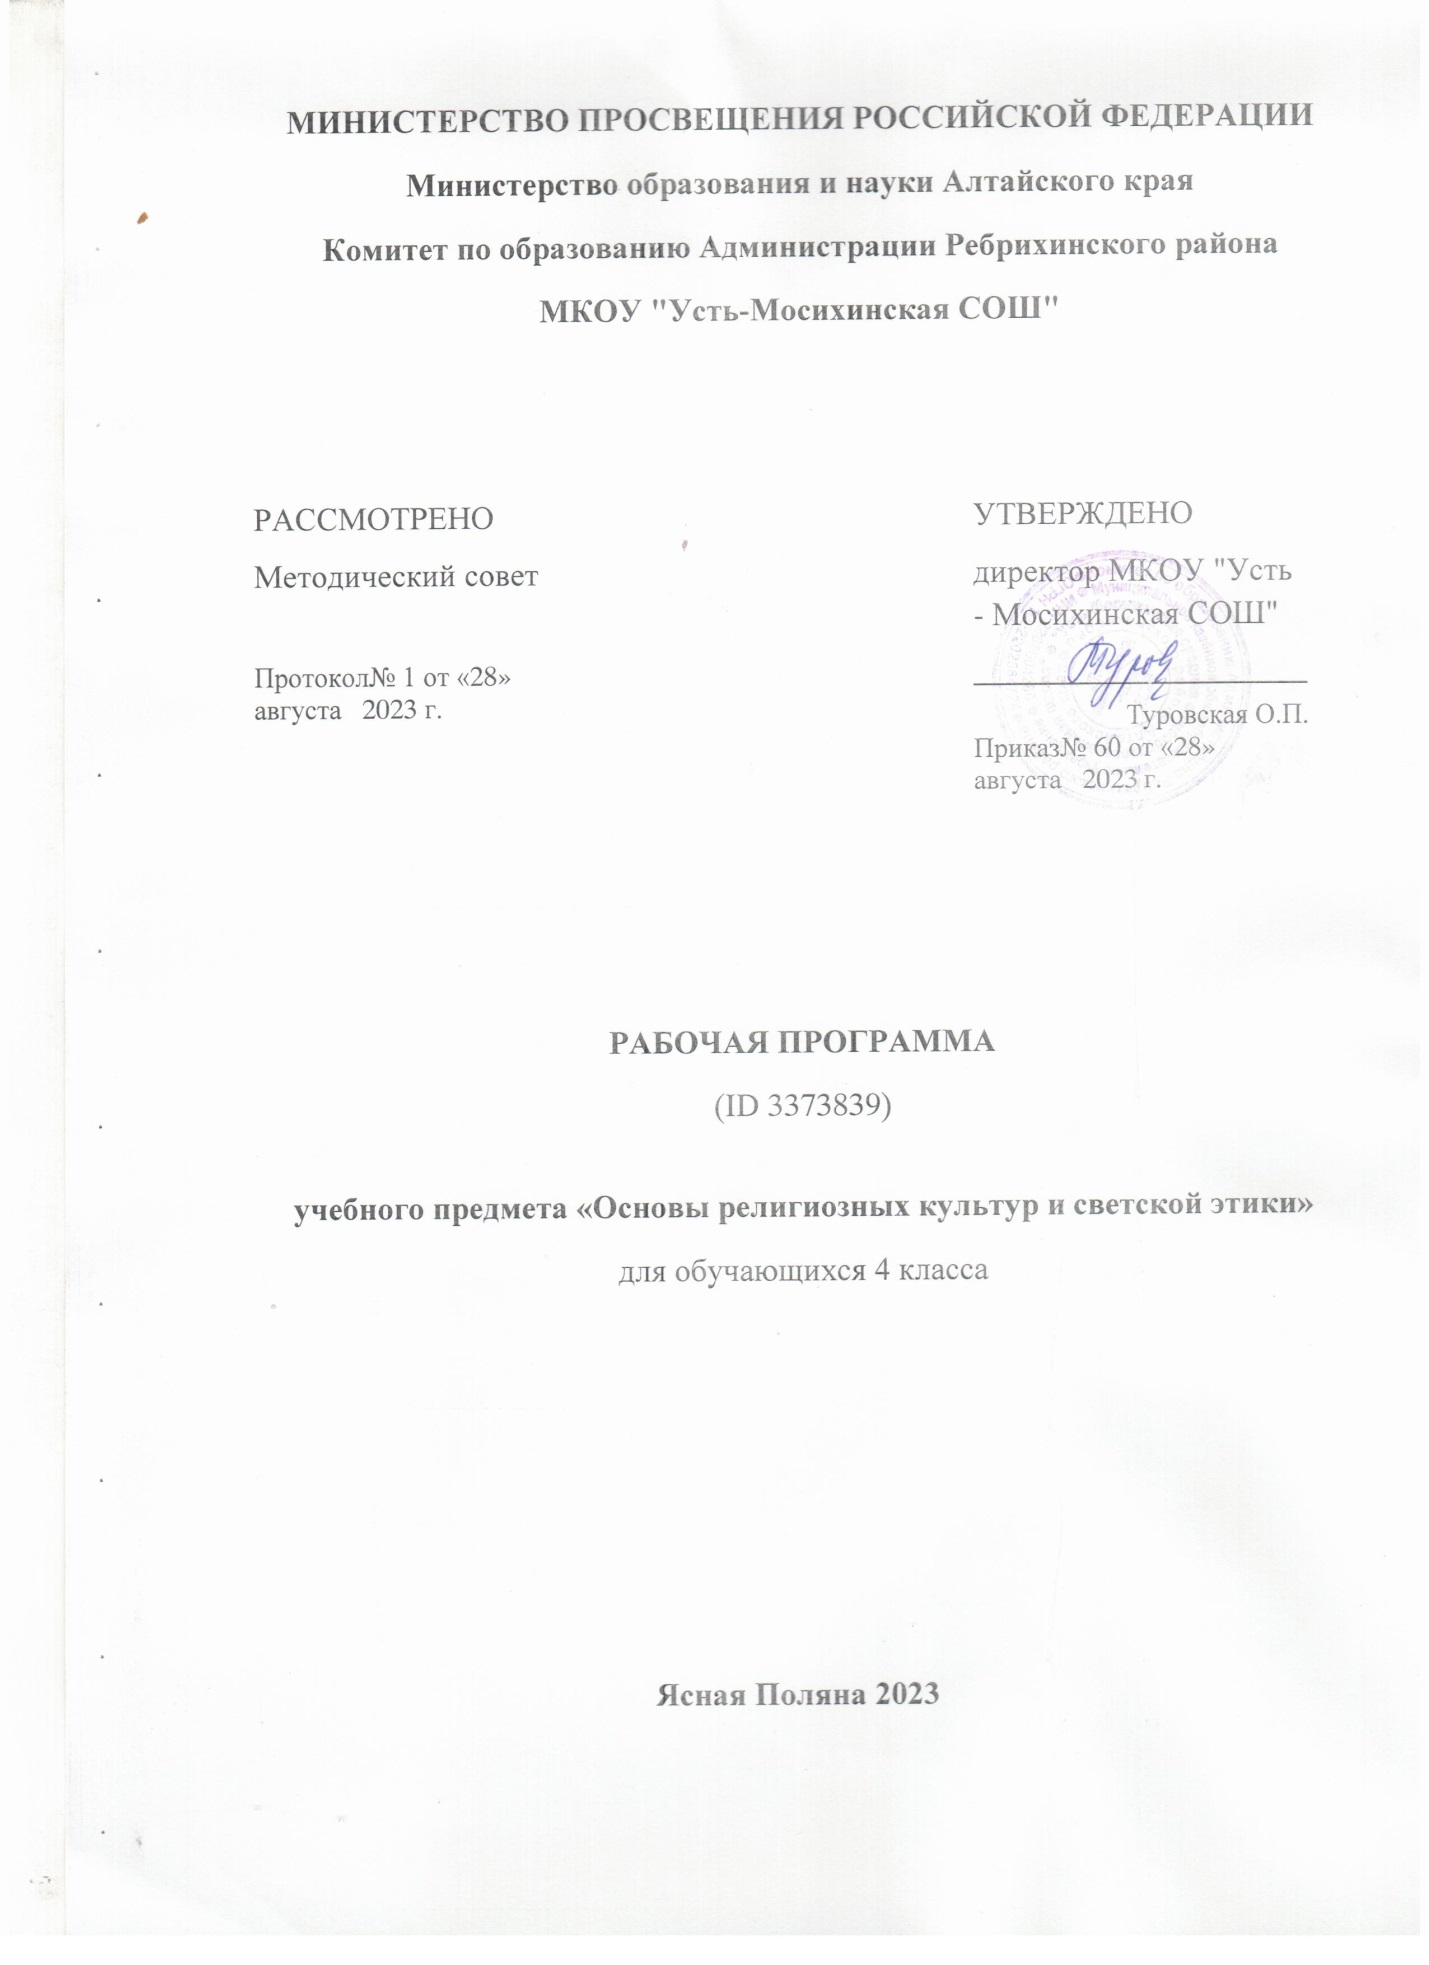 МИНИСТЕРСТВО ПРОСВЕЩЕНИЯ РОССИЙСКОЙ ФЕДЕРАЦИИ
Министерство образования и науки Алтайского края
Комитет по образованию Администрации Ребрихинского района
МКОУ "Усть-Мосихинская СОШ"
РАССМОТРЕНО
Методический совет
Протокол№ 1 от «28»
августа 2023 г.
УТВЕРЖДЕНО
директор МКОУ "Усть
- Мосихинская СОШ"
Туровская О.П.
Приказ№ 60 от «28»
августа 2023 г.
РАБОЧАЯ ПРОГРАММА
(ID 3373839)
учебного предмета «Основы религиозных культур и светской этики»
для обучающихся 4 класса
Ясная Поляна 2023